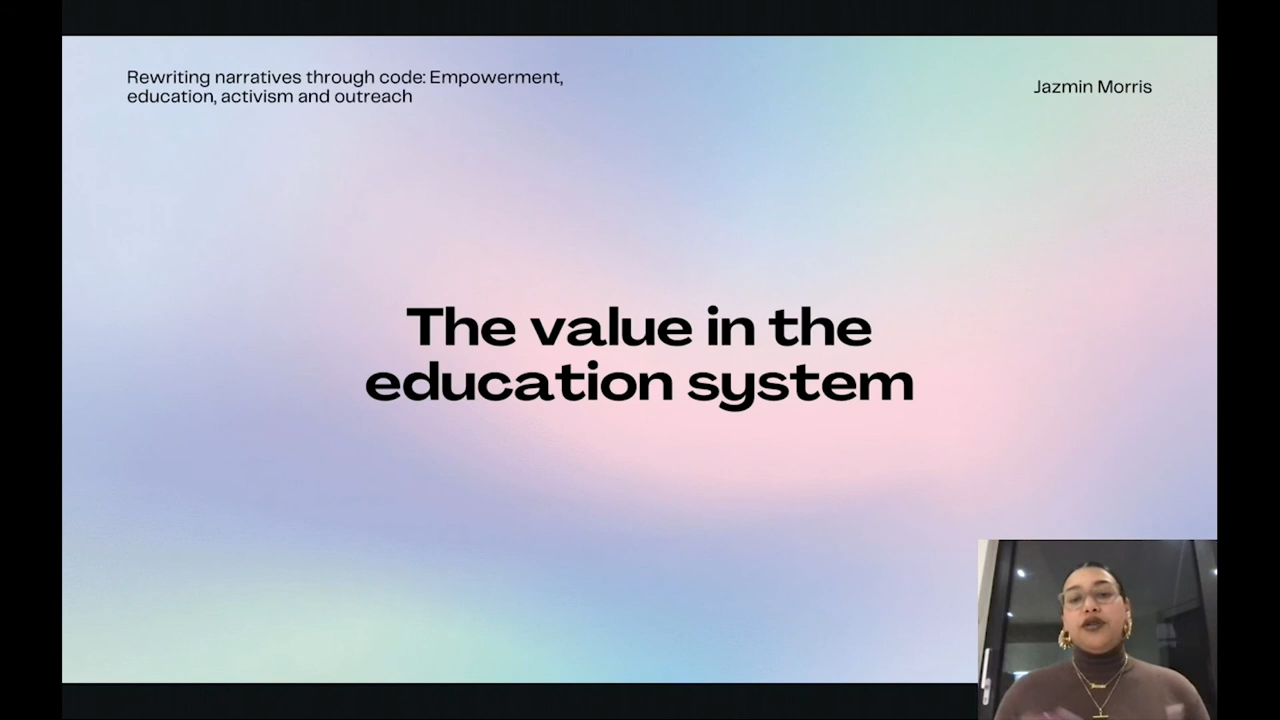 Rewriting narratives through code: Empowerment,
education, activism and outreach
Jazmin Morris
The value in the
education system